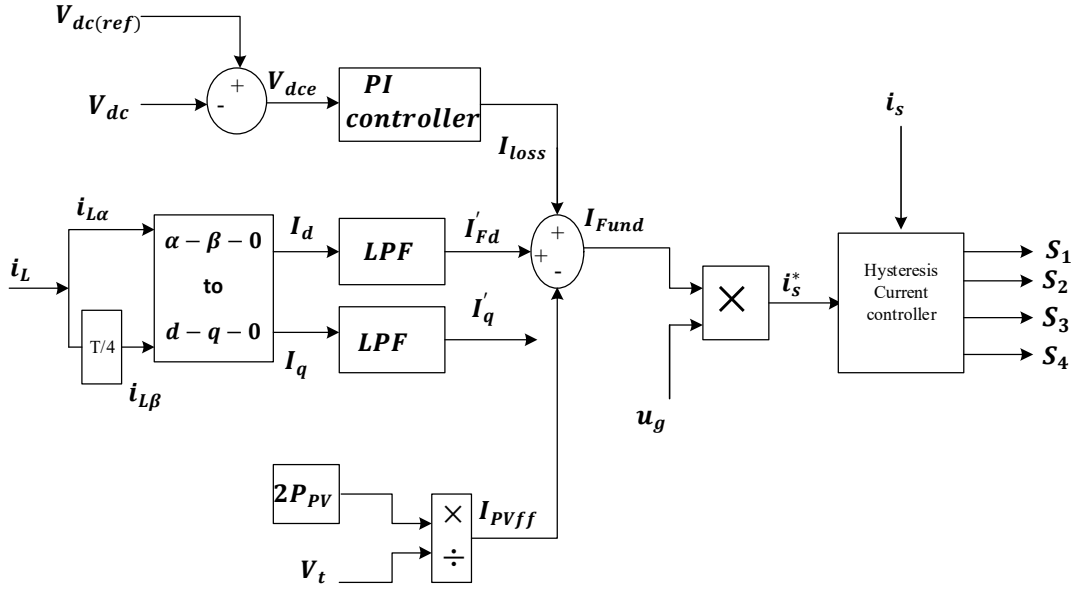 V_dc(ref)
+
-
V_dc
V_dce
PI
controller
I_loss
i_s
i_Lα
i_L
T/4
i_Lβ
α − β − 0
to
d − q − 0
I_d
I_q
LPF
LPF
I'_Fd
I'_q
+
+
-
I_Fund
×
u_g
i_s^*
Hysteresis
Current
controller
S_1
S_2
S_3
S_4
2P_PV
V_t
×
÷
I_PVff